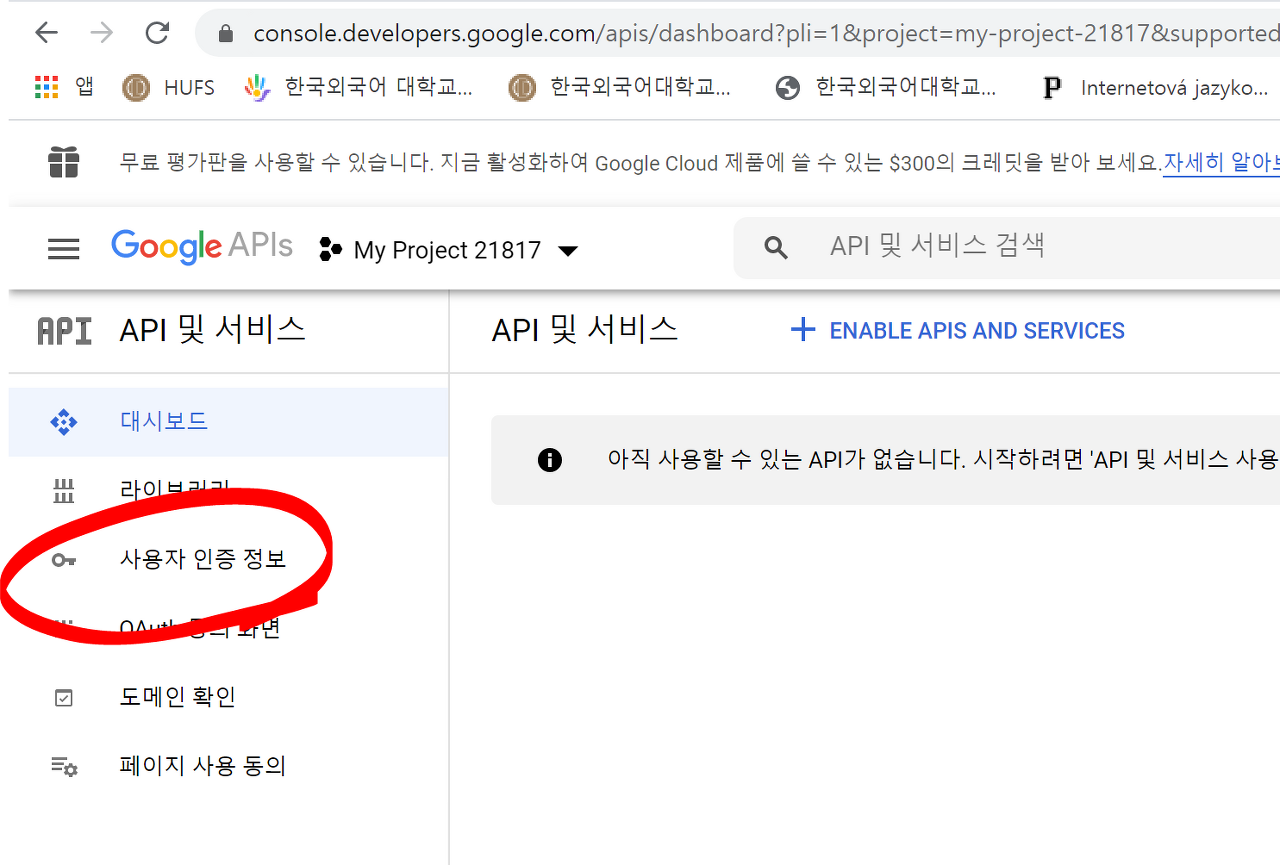 console.developers.google.com/apis/dashboard?pli=1&project=my-project-21817&supported
앱 HUFS 한국외국어 대학교... 한국외국어대학교... 한국외국어대학교... P Internetová jazyko...
무료 평가판을 사용할 수 있습니다. 지금 활성화하여 Google Cloud 제품에 쓸 수 있는 $300의 크레딧을 받아 보세요.자세히 알아보
Google APIs My Project 21817 API 및 서비스 검색
API API 및 서비스 API 및 서비스 + ENABLE APIS AND SERVICES
대시보드
아직 사용할 수 있는 API가 없습니다. 시작하려면 'API 및 서비스 사용
라이브러리
사용자 인증 정보
OAuth 동의 화면
도메인 확인
페이지 사용 동의